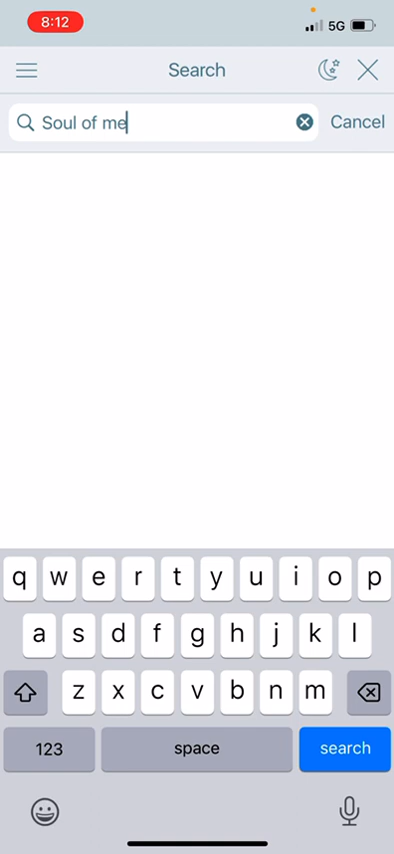 8:12
5G
Search
Soul of me
Cancel
q w e r t y u i o p
a s d f g h j k l
z x c v b n m
123 space search